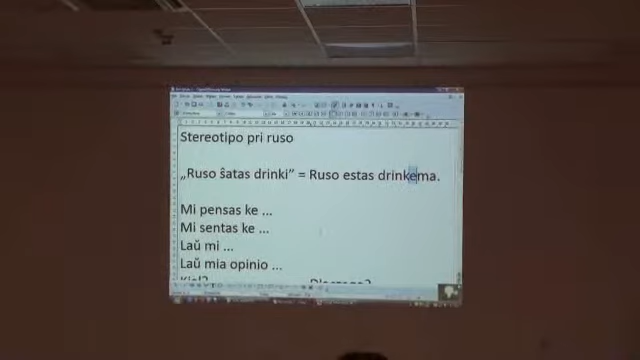 Stereotipo pri ruso
„Ruso ŝatas drinki” = Ruso estas drinkema.
Mi pensas ke ...
Mi sentas ke ...
Laŭ mi ...
Laŭ mia opinio ...